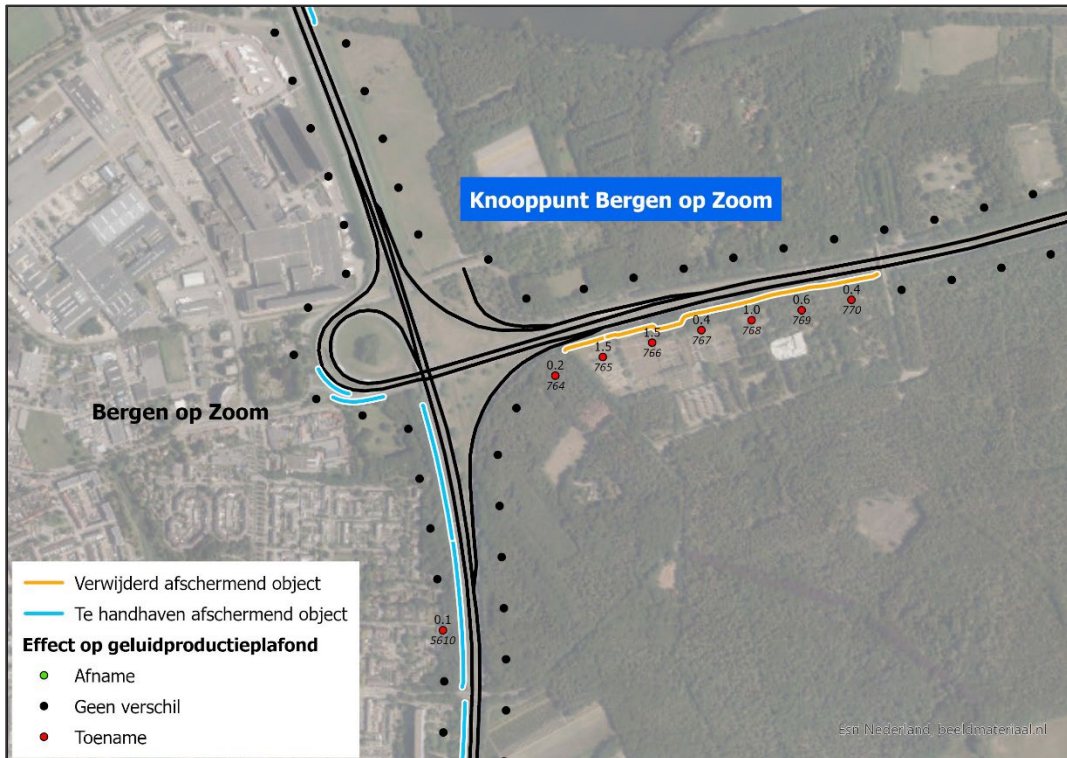 Knooppunt Bergen op Zoom
0.4
770
0.6
769
1.0
768
0.4
767
1.5
766
1.5
765
0.2
764
Bergen op Zoom
0.1
5610
Verwijderd afschermend object
Te handhaven afschermend object
Effect op geluidproductieplafond
Afname
Geen verschil
Toename
Esri Nederland, beeldmateriaal.nl